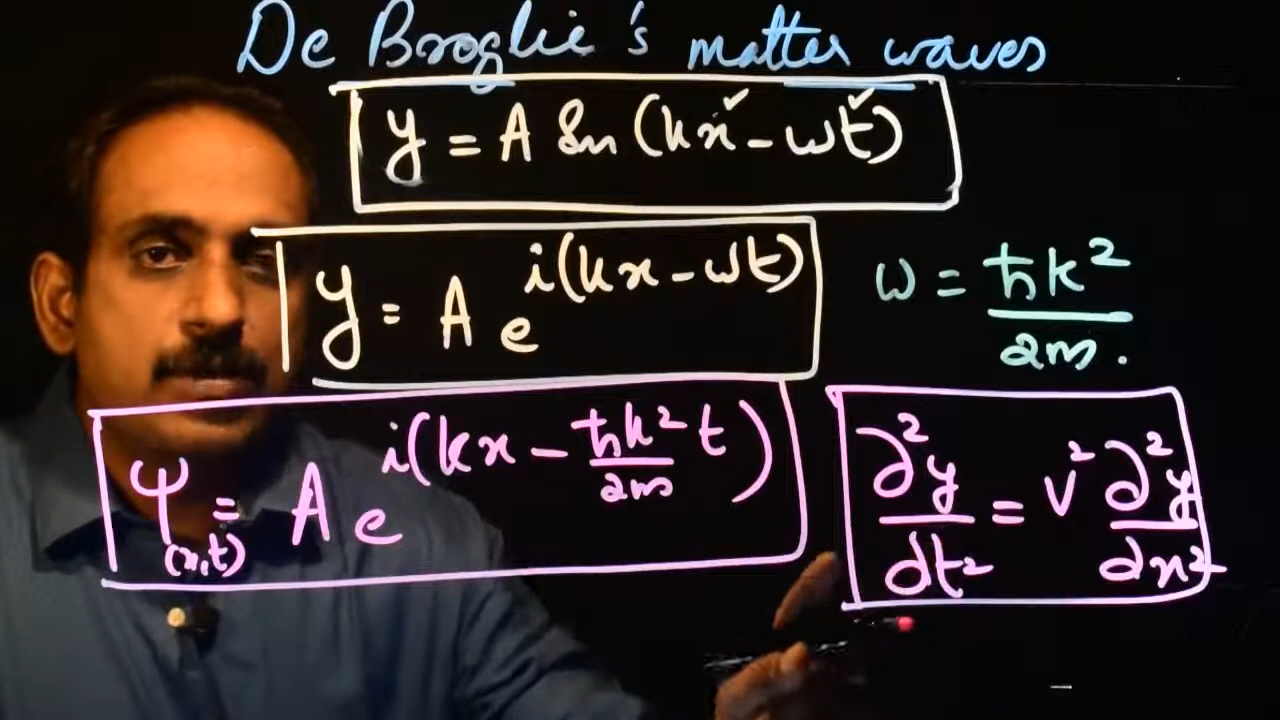 De Broglie's matter waves
y = A Sin (kx - ωt)
y = A e^{i(kx - ωt)}
ω = ħk²/2m.
ψ(x,t) = A e^{i(kx - ħk²/2m t)}
∂²y/∂t² = v² ∂²y/∂x²